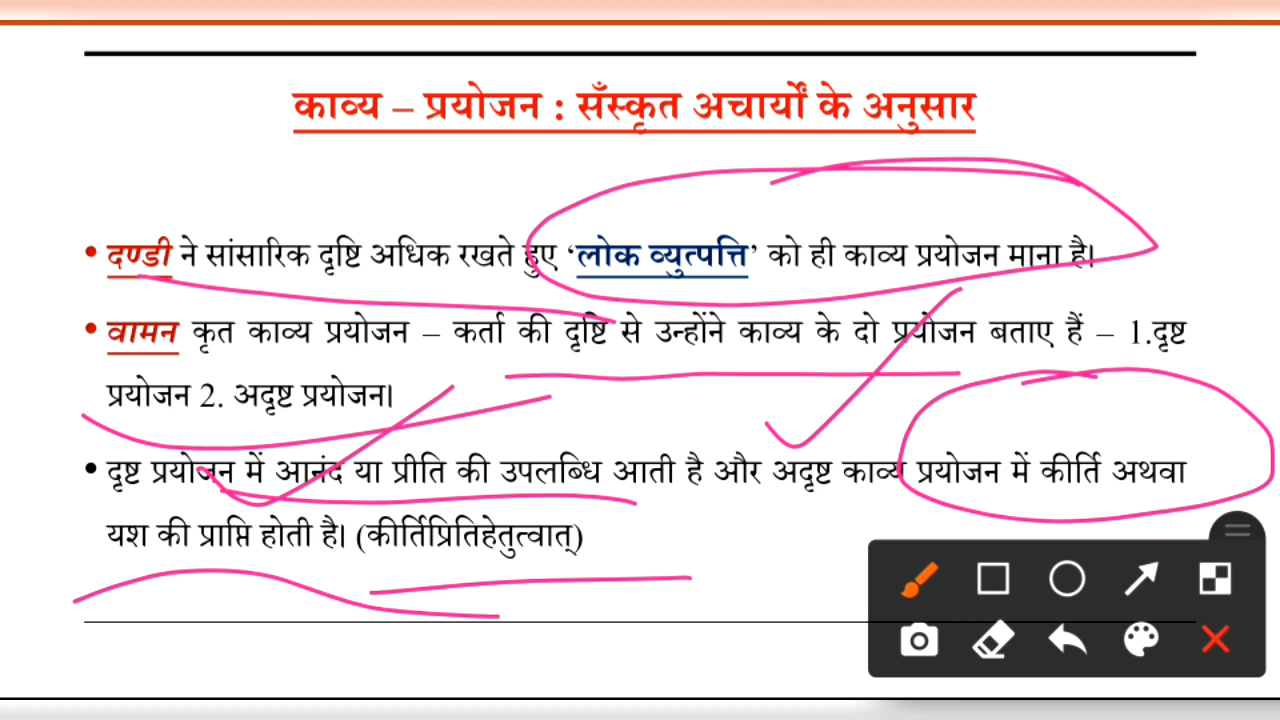 काव्य – प्रयोजन : सँस्कृत अचार्यों के अनुसार
• दण्डी ने सांसारिक दृष्टि अधिक रखते हुए ‘लोक व्युत्पत्ति’ को ही काव्य प्रयोजन माना है।
• वामन कृत काव्य प्रयोजन – कर्ता की दृष्टि से उन्होंने काव्य के दो प्रयोजन बताए हैं – 1.दृष्ट
प्रयोजन 2. अदृष्ट प्रयोजन।
• दृष्ट प्रयोजन में आनंद या प्रीति की उपलब्धि आती है और अदृष्ट काव्य प्रयोजन में कीर्ति अथवा
यश की प्राप्ति होती है। (कीर्तिप्रितिहेतुत्वात्)